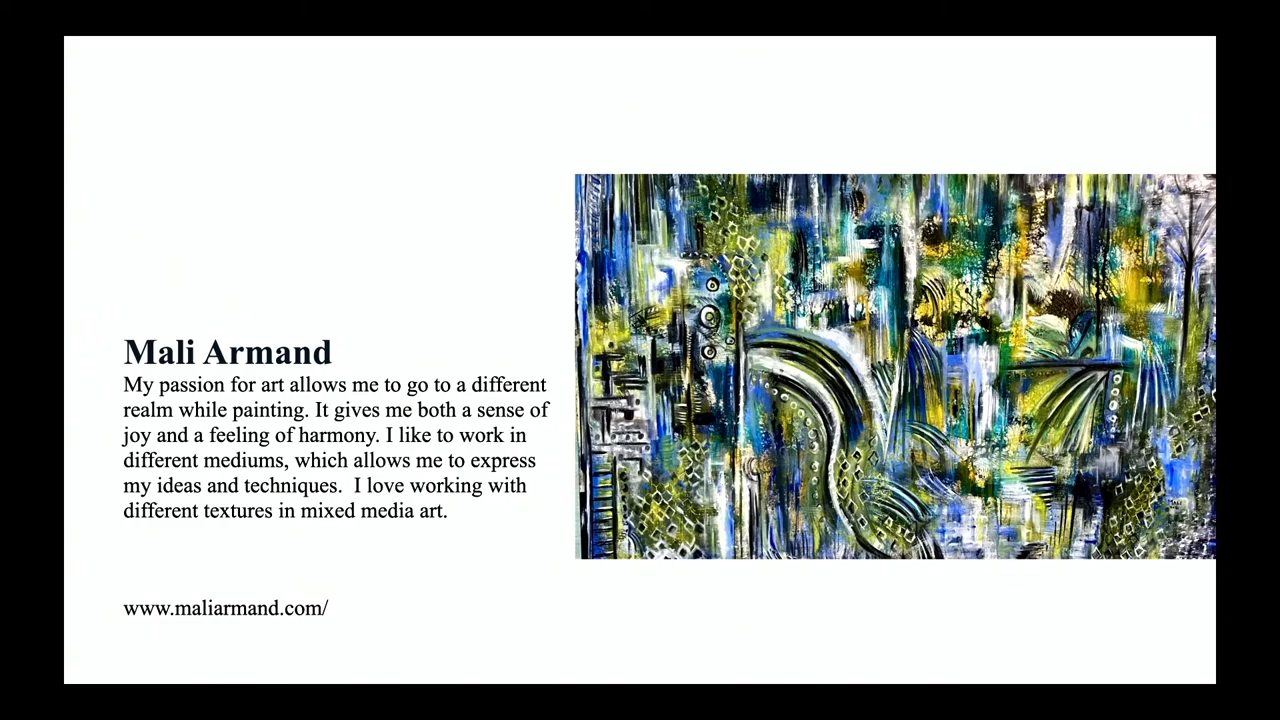 Mali Armand
My passion for art allows me to go to a different
realm while painting. It gives me both a sense of
joy and a feeling of harmony. I like to work in
different mediums, which allows me to express
my ideas and techniques.  I love working with
different textures in mixed media art.
www.maliarmand.com/